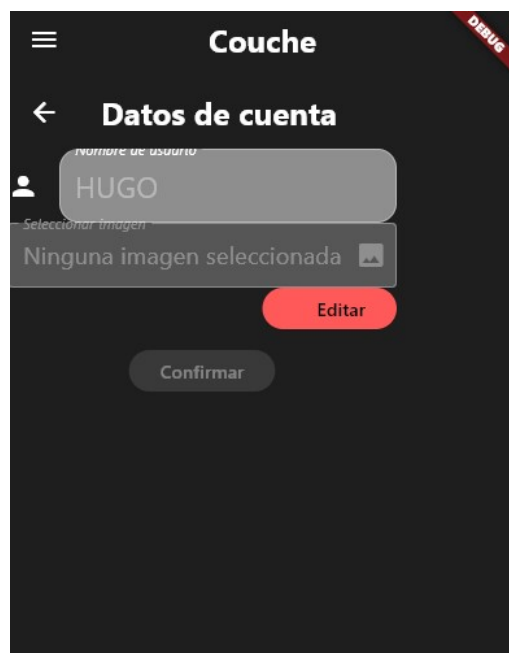 Couche
DEBUG
Datos de cuenta
Nombre de usuario
HUGO
Seleccionar imagen
Ninguna imagen seleccionada
Editar
Confirmar